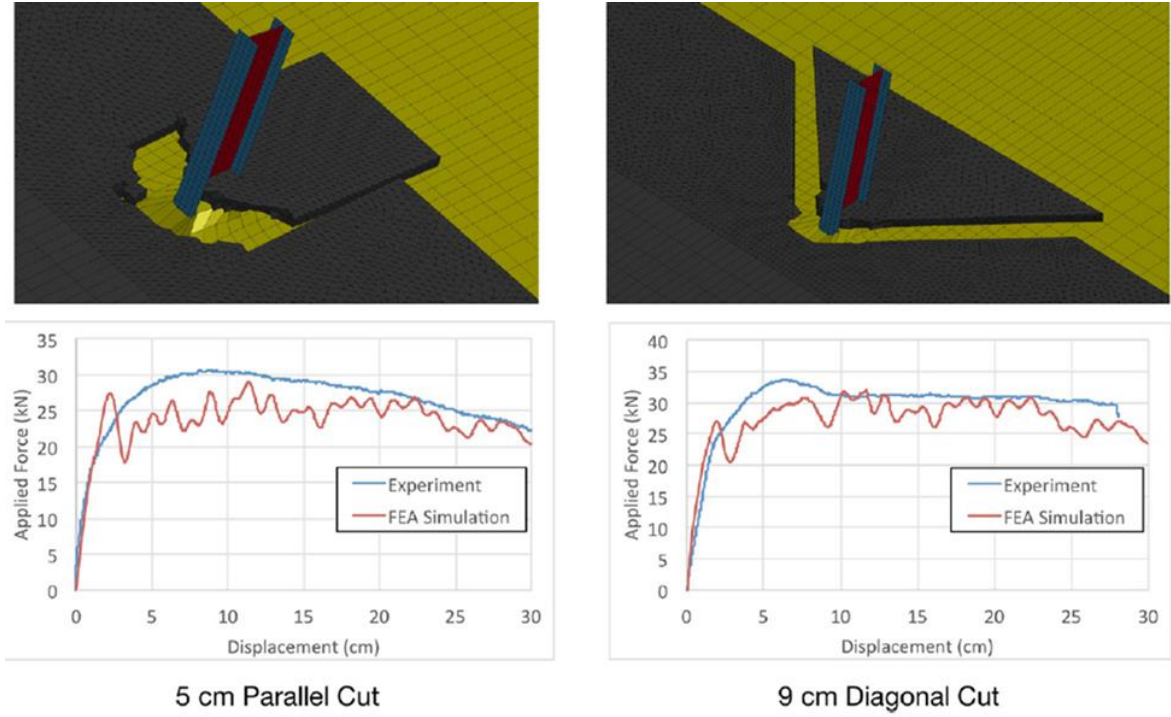 35
30
25
20
15
10
5
0
Applied Force (kN)
Experiment
FEA Simulation
0 5 10 15 20 25 30
Displacement (cm)
5 cm Parallel Cut
40
35
30
25
20
15
10
5
0
Applied Force (kN)
Experiment
FEA Simulation
0 5 10 15 20 25 30
Displacement (cm)
9 cm Diagonal Cut